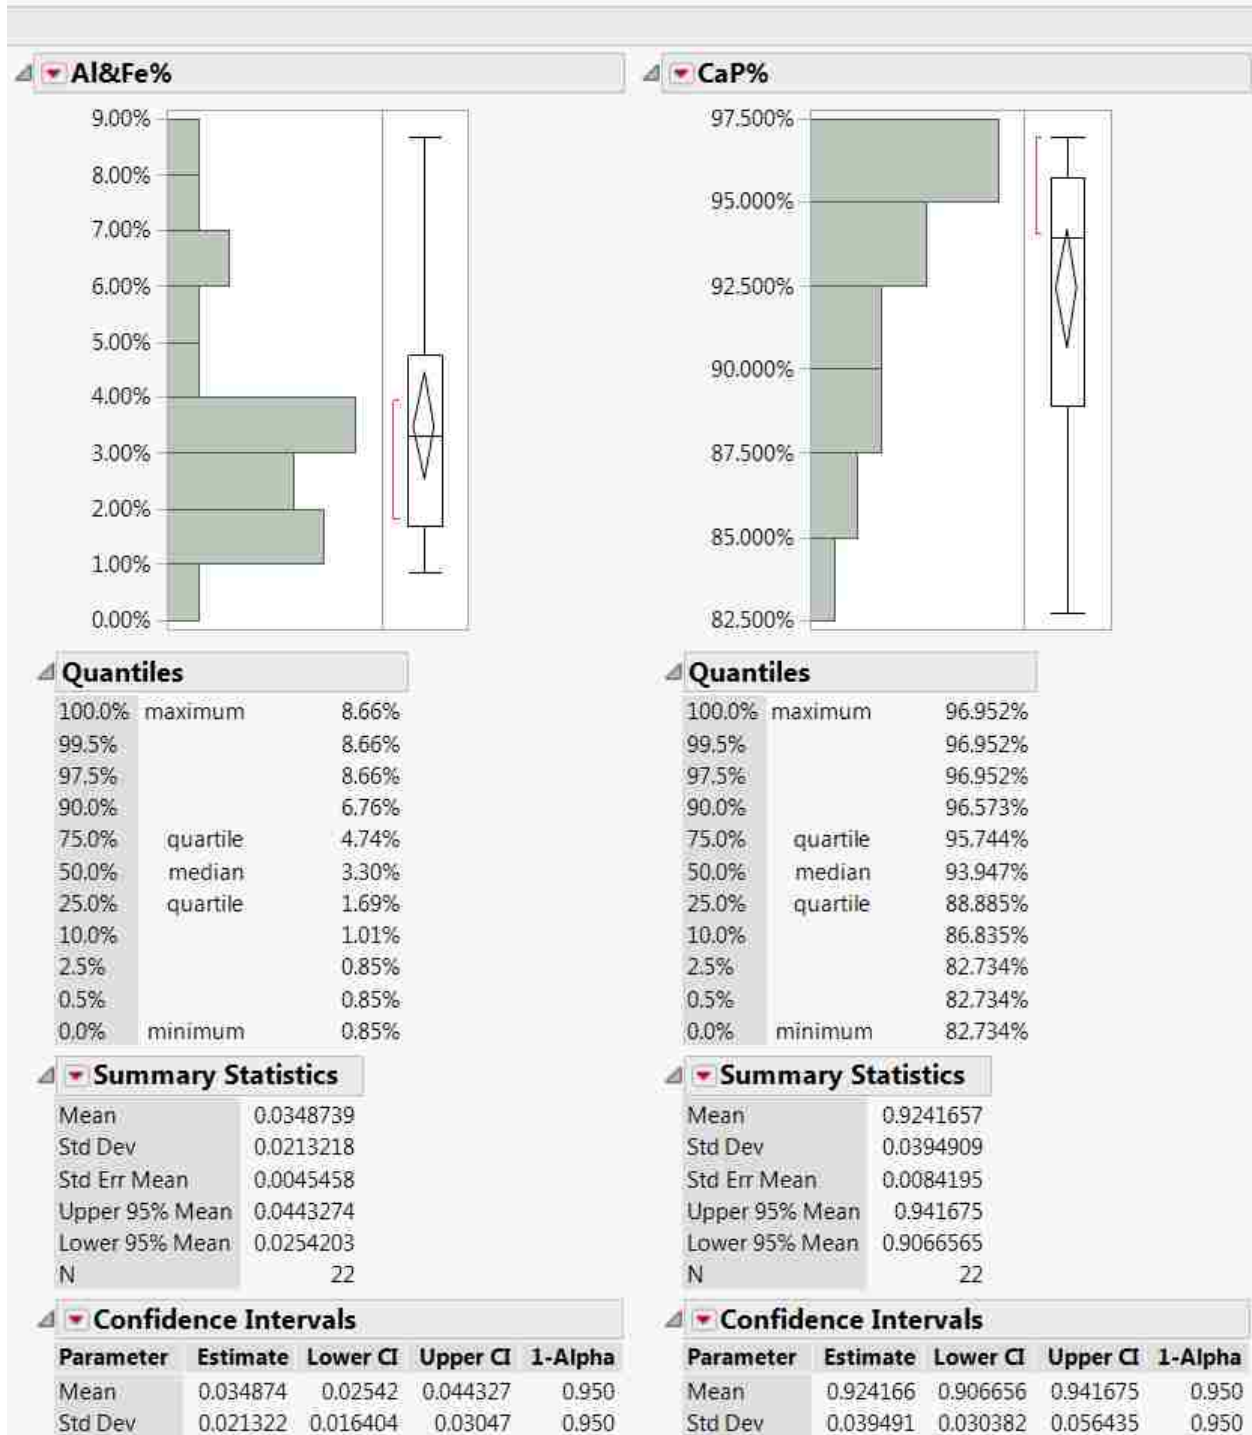 Al&Fe%
9.00%
8.00%
7.00%
6.00%
5.00%
4.00%
3.00%
2.00%
1.00%
0.00%
Quantiles
100.0% maximum 8.66%
99.5% 8.66%
97.5% 8.66%
90.0% 6.76%
75.0% quartile 4.74%
50.0% median 3.30%
25.0% quartile 1.69%
10.0% 1.01%
2.5% 0.85%
0.5% 0.85%
0.0% minimum 0.85%
Summary Statistics
Mean 0.0348739
Std Dev 0.0213218
Std Err Mean 0.0045458
Upper 95% Mean 0.0443274
Lower 95% Mean 0.0254203
N 22
Confidence Intervals
Parameter Estimate Lower CI Upper CI 1-Alpha
Mean 0.034874 0.02542 0.044327 0.950
Std Dev 0.021322 0.016404 0.03047 0.950
CaP%
97.500%
95.000%
92.500%
90.000%
87.500%
85.000%
82.500%
Quantiles
100.0% maximum 96.952%
99.5% 96.952%
97.5% 96.952%
90.0% 96.573%
75.0% quartile 95.744%
50.0% median 93.947%
25.0% quartile 88.885%
10.0% 86.835%
2.5% 82.734%
0.5% 82.734%
0.0% minimum 82.734%
Summary Statistics
Mean 0.9241657
Std Dev 0.0394909
Std Err Mean 0.0084195
Upper 95% Mean 0.941675
Lower 95% Mean 0.9066565
N 22
Confidence Intervals
Parameter Estimate Lower CI Upper CI 1-Alpha
Mean 0.924166 0.906656 0.941675 0.950
Std Dev 0.039491 0.030382 0.056435 0.950